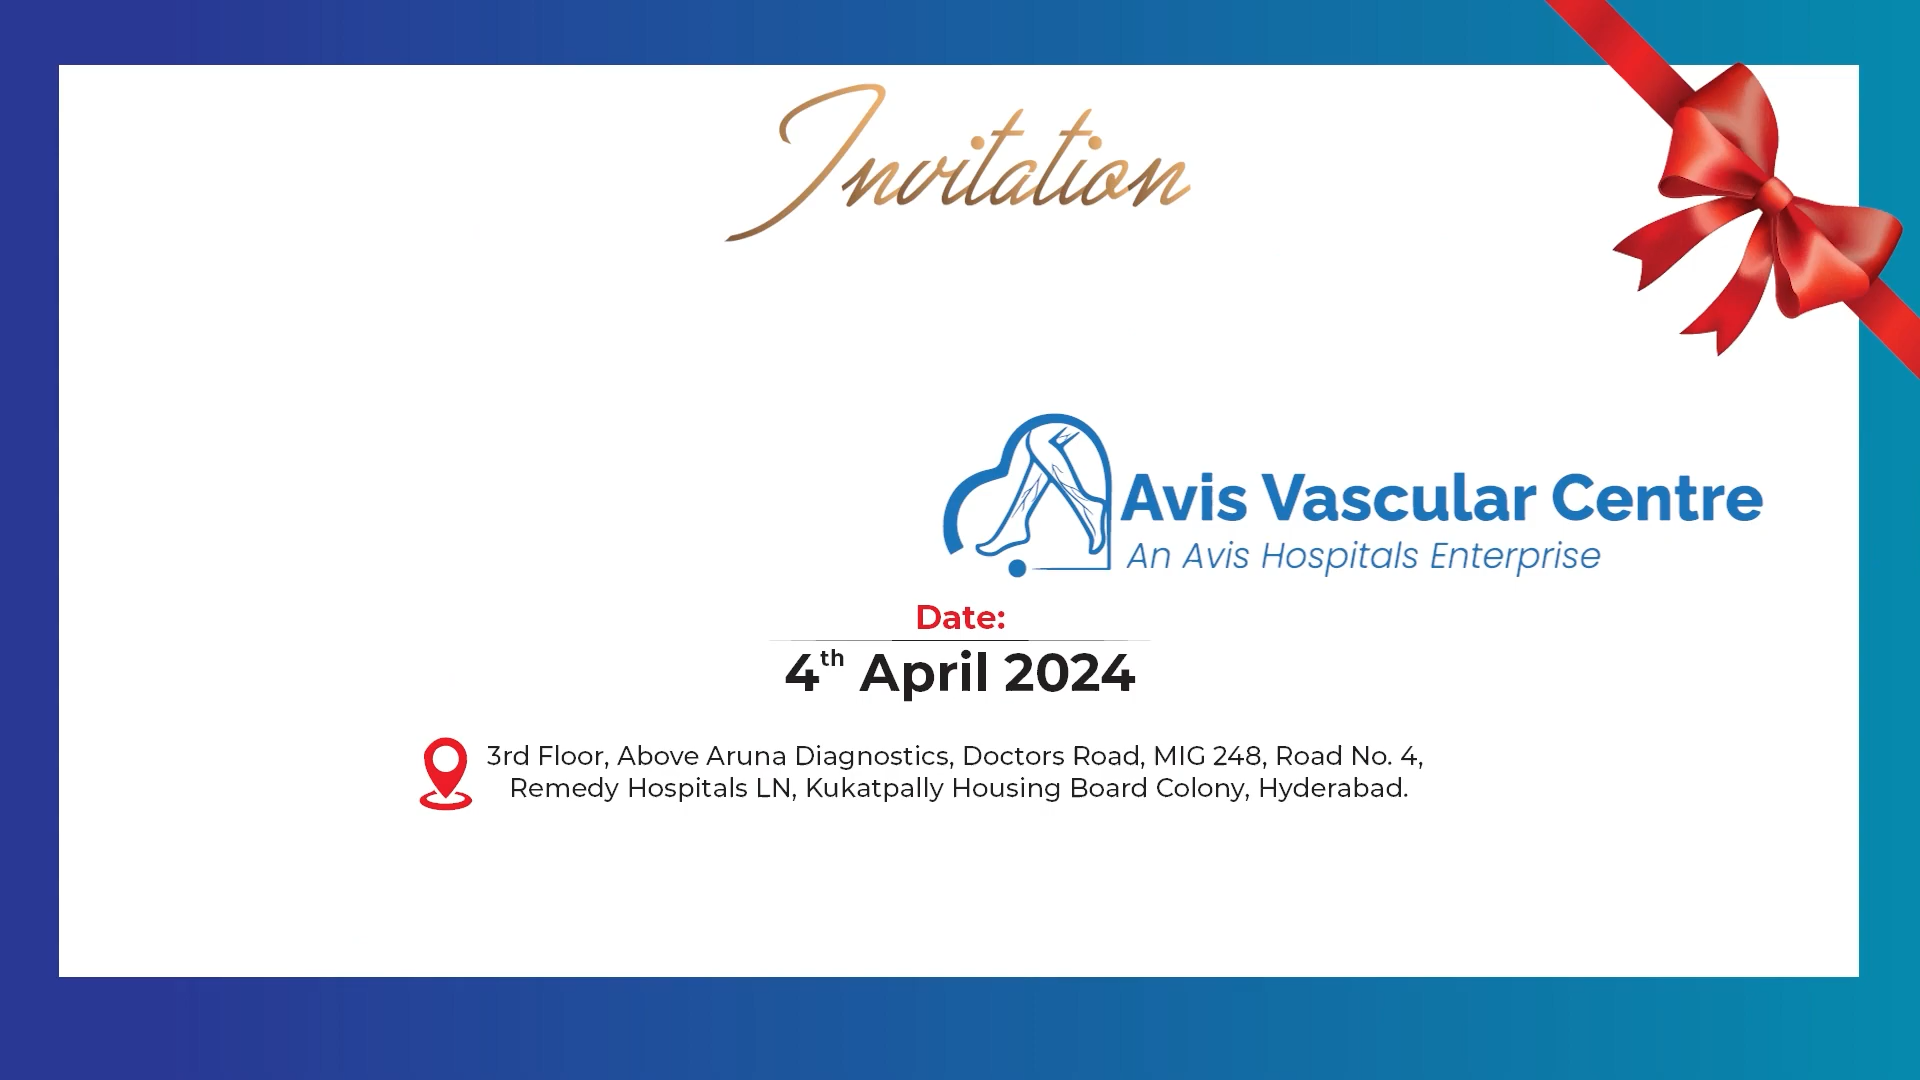 Invitation
Avis Vascular Centre
An Avis Hospitals Enterprise
Date:
4th April 2024
3rd Floor, Above Aruna Diagnostics, Doctors Road, MIG 248, Road No. 4,
Remedy Hospitals LN, Kukatpally Housing Board Colony, Hyderabad.